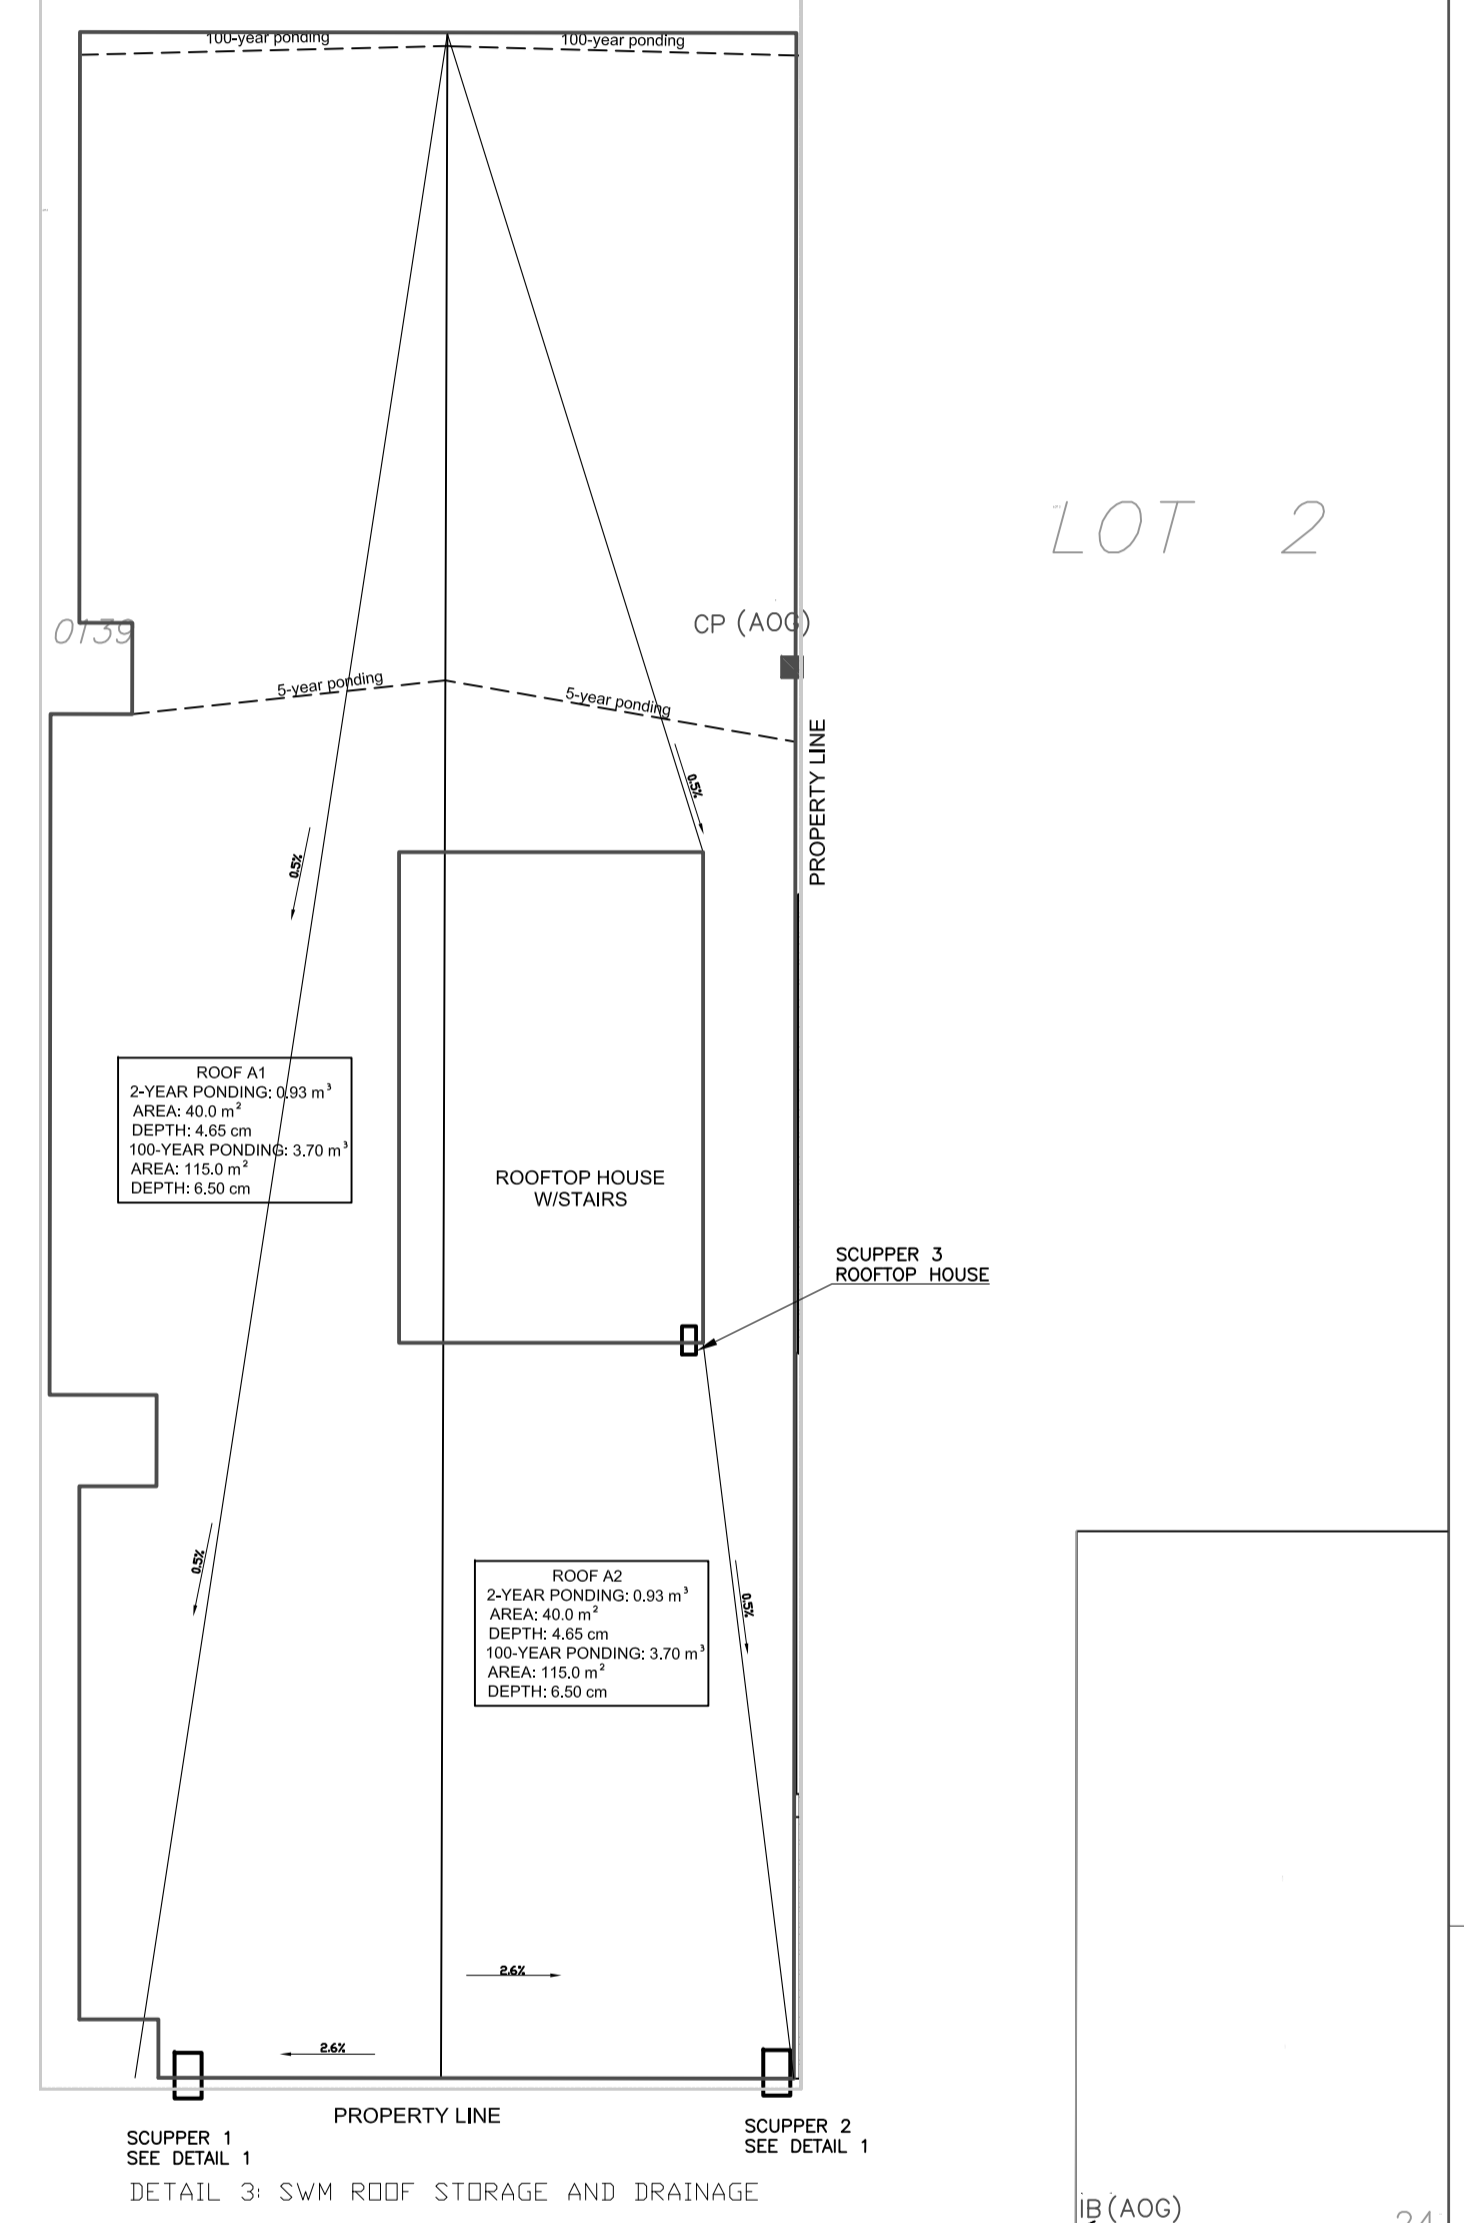 100-year ponding
100-year ponding
LOT 2
0139
CP (AOG)
5-year ponding
5-year ponding
0.5%
PROPERTY LINE
0.5%
ROOF A1
2-YEAR PONDING: 0.93 m³
AREA: 40.0 m²
DEPTH: 4.65 cm
100-YEAR PONDING: 3.70 m³
AREA: 115.0 m²
DEPTH: 6.50 cm
ROOFTOP HOUSE
W/STAIRS
SCUPPER 3
ROOFTOP HOUSE
0.5%
ROOF A2
2-YEAR PONDING: 0.93 m³
AREA: 40.0 m²
DEPTH: 4.65 cm
100-YEAR PONDING: 3.70 m³
AREA: 115.0 m²
DEPTH: 6.50 cm
0.5%
2.6%
2.6%
PROPERTY LINE
SCUPPER 1
SEE DETAIL 1
SCUPPER 2
SEE DETAIL 1
DETAIL 3: SWM ROOF STORAGE AND DRAINAGE
IB (AOG)